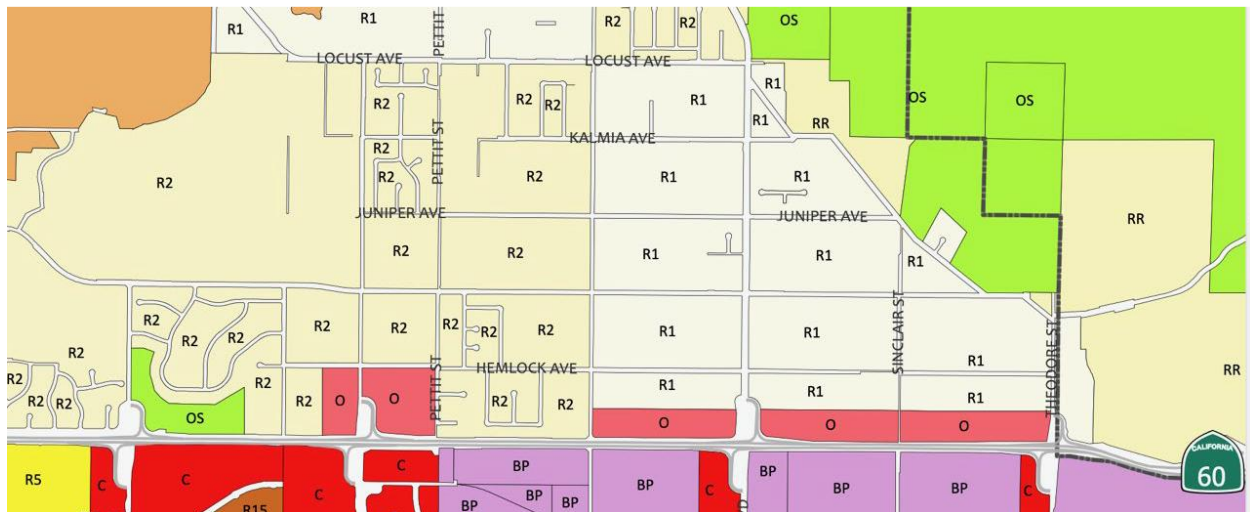 R1
R1
PETTIT
R2
R2
OS
LOCUST AVE
LOCUST AVE
R2
R2
R2
R1
R1
OS
OS
R1
RR
PETTIT ST
KALMIA AVE
R2
R2
R2
R2
R1
R1
JUNIPER AVE
JUNIPER AVE
RR
R2
R2
R1
R1
R1
R2
R2
R2
R2
R2
R2
R2
R2
R1
R1
SINCLAIR ST
R1
THEODORE ST
R2
R2
HEMLOCK AVE
RR
R2
R2
R2
R2
R2
O
O
PETTIT ST
R2
R2
R1
R1
R1
OS
O
O
O
R5
C
C
C
C
BP
BP
BP
BP
BP
C
BP
BP
BP
C
R15
CALIFORNIA
60